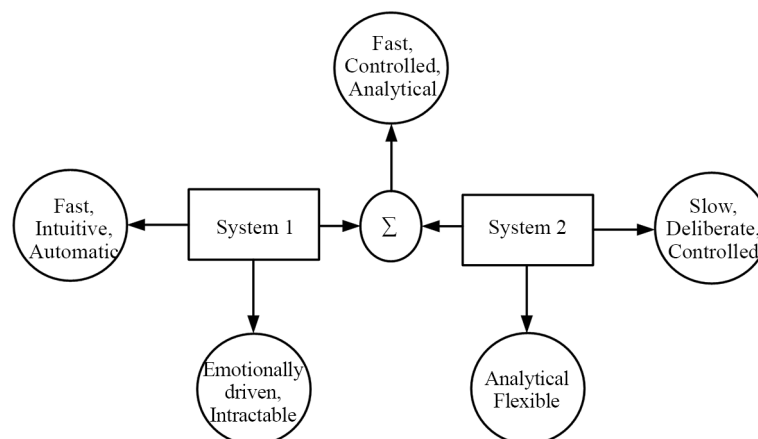 Fast,
Controlled,
Analytical
Fast,
Intuitive,
Automatic
System 1
Σ
System 2
Slow,
Deliberate,
Controlled
Emotionally
driven,
Intractable
Analytical
Flexible